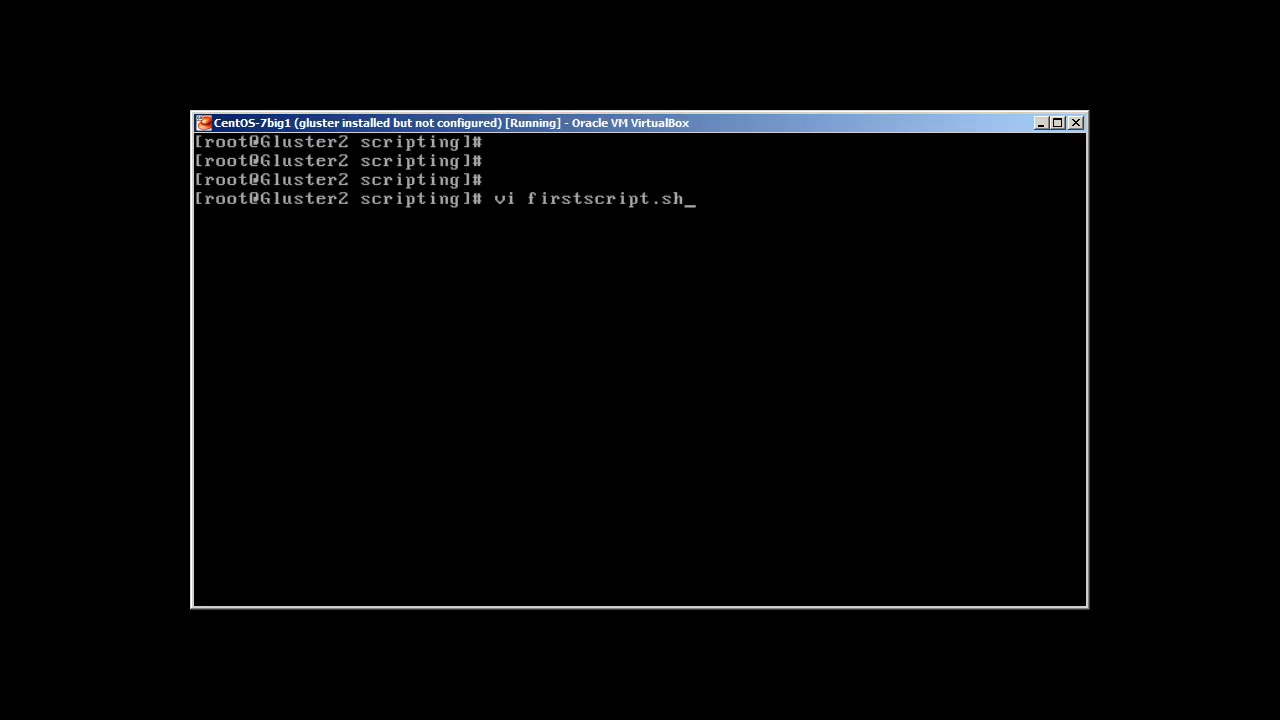 CentOS-7big1 (gluster installed but not configured) [Running] - Oracle VM VirtualBox
[root@Gluster2 scripting]#
[root@Gluster2 scripting]#
[root@Gluster2 scripting]#
[root@Gluster2 scripting]# vi firstscript.sh_